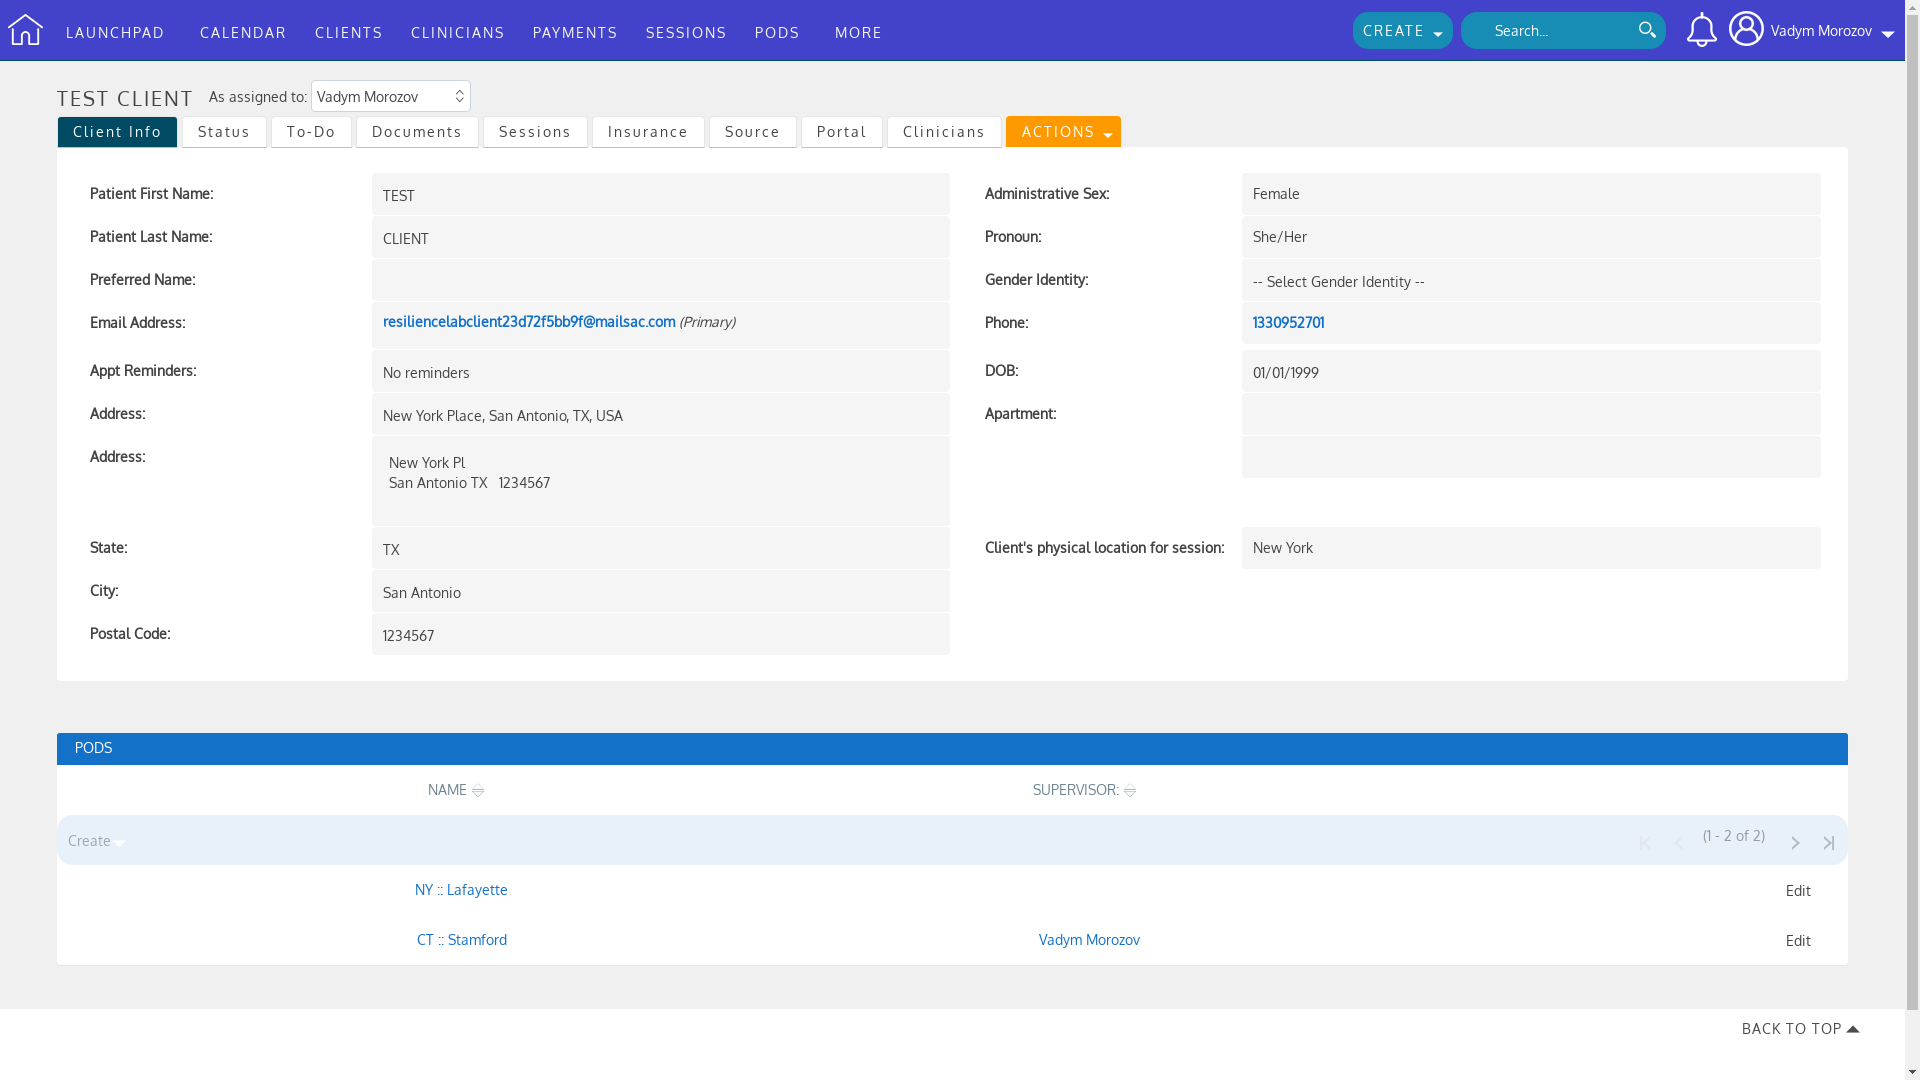 LAUNCHPAD CALENDAR CLIENTS CLINICIANS PAYMENTS SESSIONS PODS MORE CREATE Search... Vadym Morozov
TEST CLIENT As assigned to: Vadym Morozov
Client Info Status To-Do Documents Sessions Insurance Source Portal Clinicians ACTIONS
Patient First Name: TEST Administrative Sex: Female
Patient Last Name: CLIENT Pronoun: She/Her
Preferred Name: Gender Identity: -- Select Gender Identity --
Email Address: resiliencelabclient23d72f5bb9f@mailsac.com (Primary) Phone: 1330952701
Appt Reminders: No reminders DOB: 01/01/1999
Address: New York Place, San Antonio, TX, USA Apartment:
Address: New York Pl
San Antonio TX 1234567
State: TX Client's physical location for session: New York
City: San Antonio
Postal Code: 1234567
PODS
NAME SUPERVISOR:
Create (1 - 2 of 2)
NY :: Lafayette Edit
CT :: Stamford Vadym Morozov Edit
BACK TO TOP